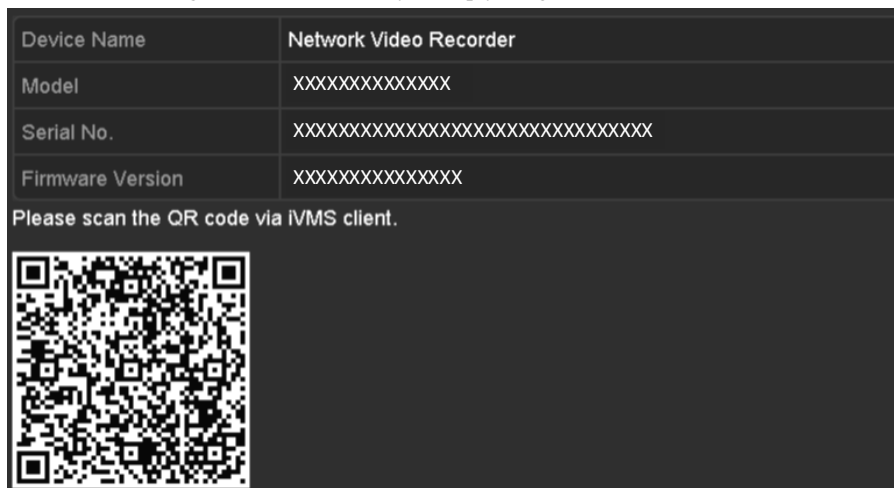 Device Name Network Video Recorder
Model XXXXXXXXXXXXXX
Serial No. XXXXXXXXXXXXXXXXXXXXXXXXXXXXXXXX
Firmware Version XXXXXXXXXXXXXXX
Please scan the QR code via iVMS client.